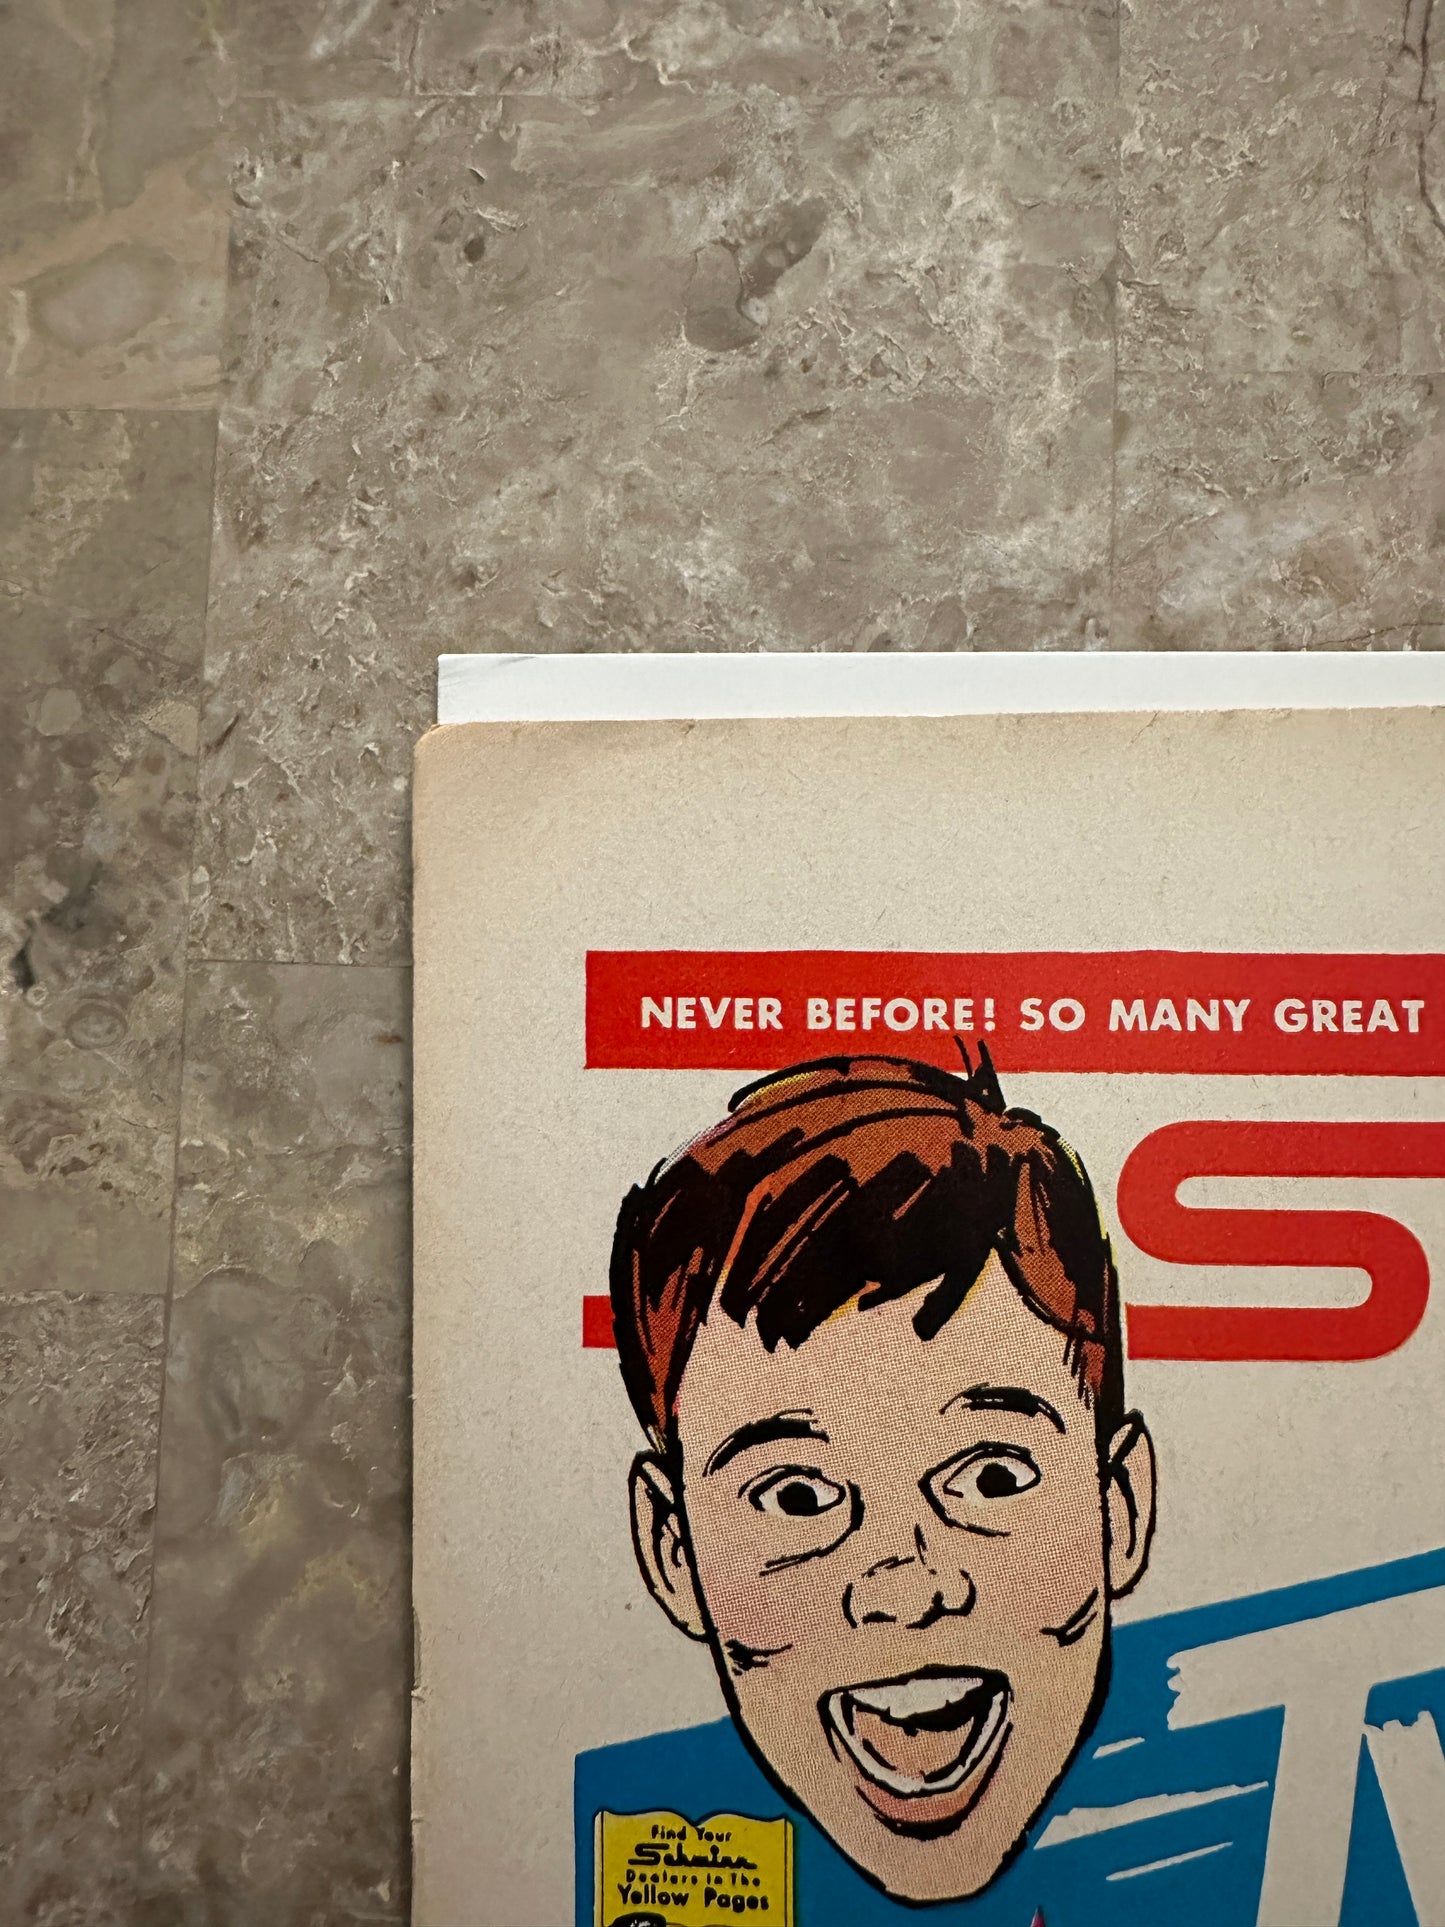 NEVER BEFORE! SO MANY GREAT
S
Find Your
Schwinn
Dealers in the
Yellow Pages